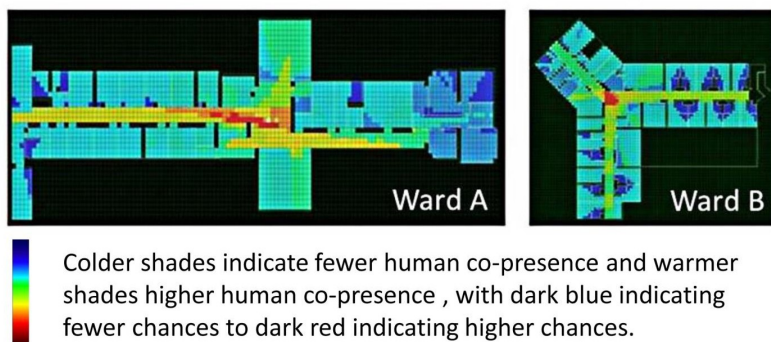 Ward A
Ward B
Colder shades indicate fewer human co-presence and warmer
shades higher human co-presence , with dark blue indicating
fewer chances to dark red indicating higher chances.